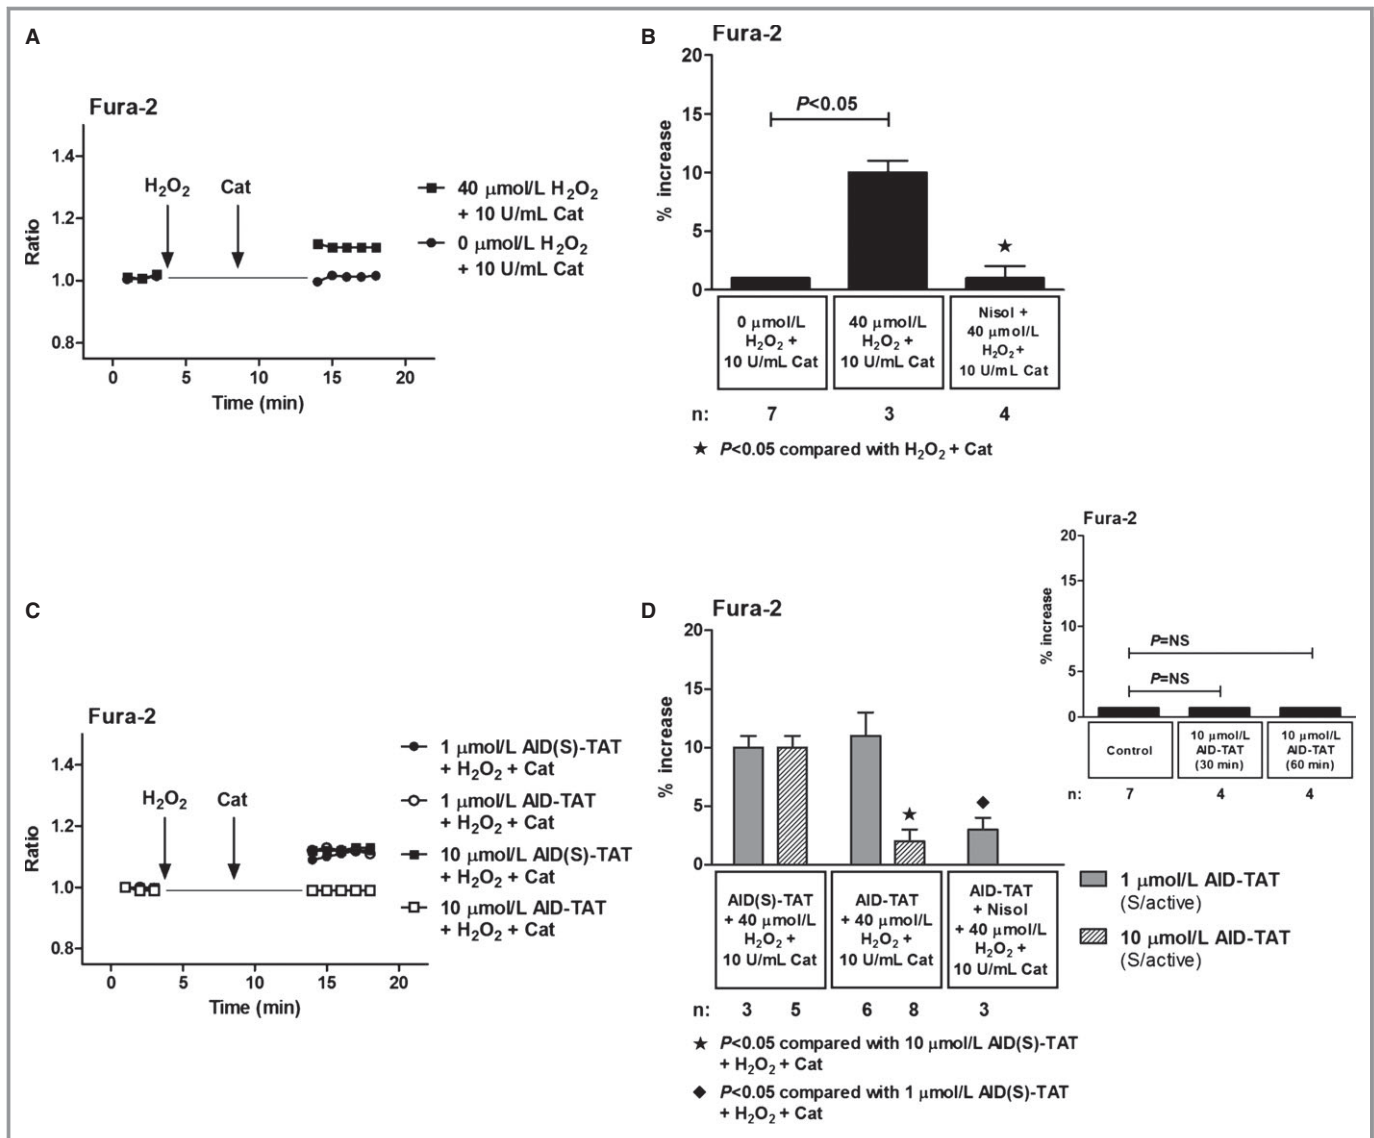 A
Fura-2
1.4
1.2
1.0
0.8
Ratio
H2O2
Cat
0
5
10
15
20
Time (min)
40 μmol/L H2O2
+ 10 U/mL Cat
0 μmol/L H2O2
+ 10 U/mL Cat
B
Fura-2
20
15
10
5
0
% increase
P<0.05
0 μmol/L
H2O2 +
10 U/mL Cat
40 μmol/L
H2O2 +
10 U/mL Cat
Nisol +
40 μmol/L
H2O2 +
10 U/mL Cat
n: 7 3 4
★ P<0.05 compared with H2O2 + Cat
C
Fura-2
1.4
1.2
1.0
0.8
Ratio
H2O2
Cat
0
5
10
15
20
Time (min)
1 μmol/L AID(S)-TAT
+ H2O2 + Cat
1 μmol/L AID-TAT
+ H2O2 + Cat
10 μmol/L AID(S)-TAT
+ H2O2 + Cat
10 μmol/L AID-TAT
+ H2O2 + Cat
D
Fura-2
20
15
10
5
0
% increase
AID(S)-TAT
+ 40 μmol/L
H2O2 +
10 U/mL Cat
AID-TAT
+ 40 μmol/L
H2O2 +
10 U/mL Cat
AID-TAT
+ Nisol
+ 40 μmol/L
H2O2 +
10 U/mL Cat
n: 3 5 6 8 3
★ P<0.05 compared with 10 μmol/L AID(S)-TAT
+ H2O2 + Cat
◆ P<0.05 compared with 1 μmol/L AID(S)-TAT
+ H2O2 + Cat
Fura-2
20
15
10
5
0
% increase
P=NS
P=NS
Control
10 μmol/L
AID-TAT
(30 min)
10 μmol/L
AID-TAT
(60 min)
n: 7 4 4
1 μmol/L AID-TAT
(S/active)
10 μmol/L AID-TAT
(S/active)